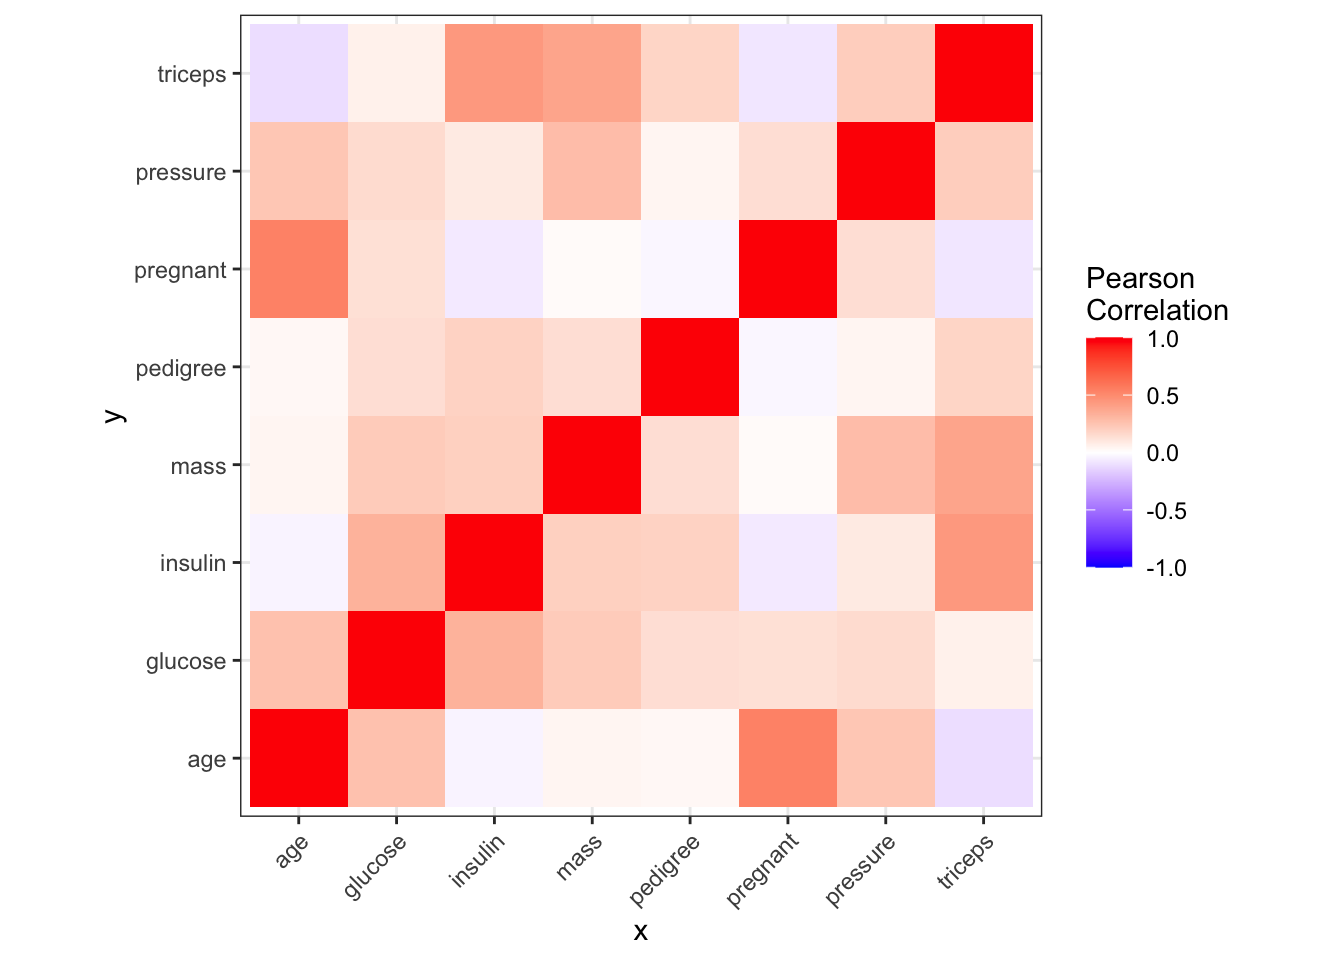 triceps
pressure
pregnant
pedigree
mass
insulin
glucose
age
y
age
glucose
insulin
mass
pedigree
pregnant
pressure
triceps
x
Pearson
Correlation
1.0
0.5
0.0
-0.5
-1.0